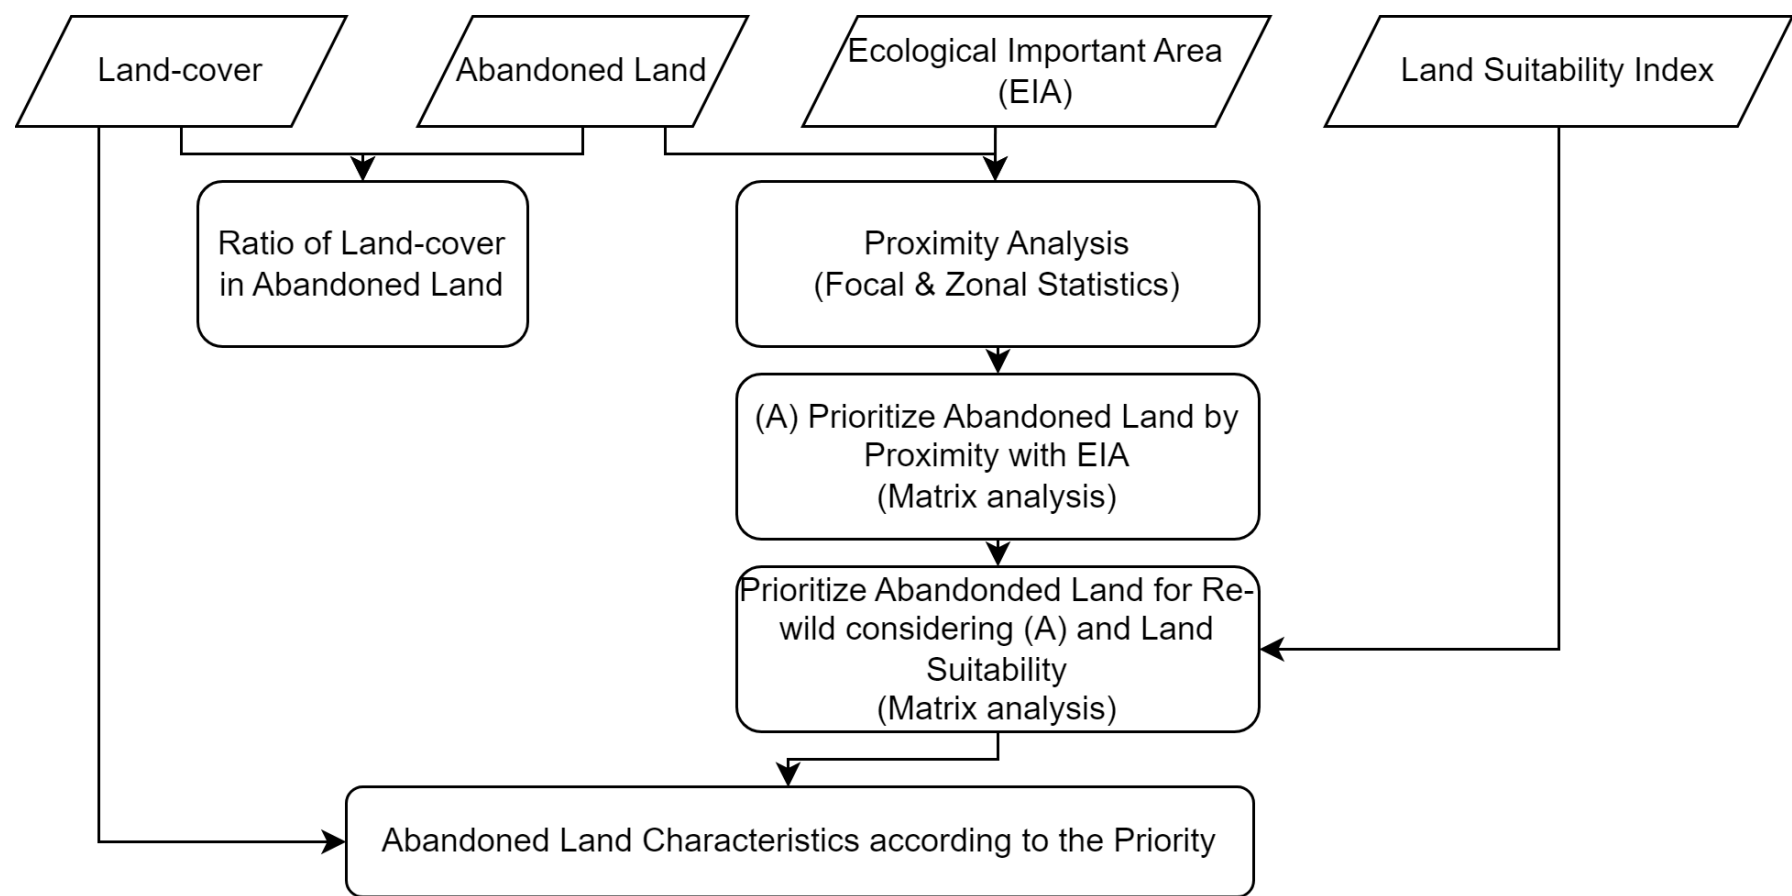 Land-cover
Abandoned Land
Ecological Important Area
(EIA)
Land Suitability Index
Ratio of Land-cover
in Abandoned Land
Proximity Analysis
(Focal & Zonal Statistics)
(A) Prioritize Abandoned Land by
Proximity with EIA
(Matrix analysis)
Prioritize Abandonded Land for Re-
wild considering (A) and Land
Suitability
(Matrix analysis)
Abandoned Land Characteristics according to the Priority